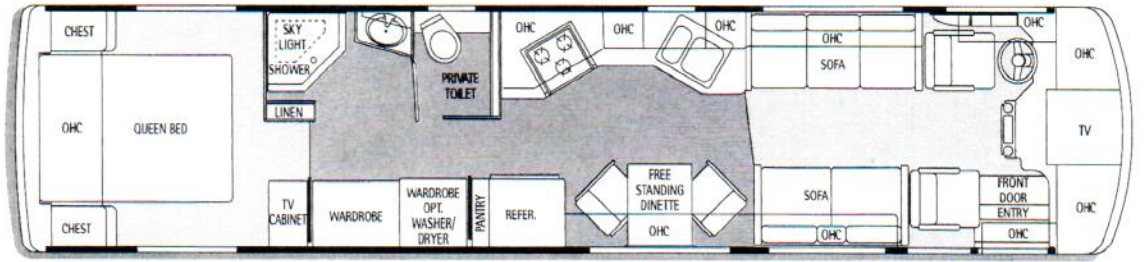 CHEST
OHC
QUEEN BED
CHEST
SKY
LIGHT
SHOWER
LINEN
TV
CABINET
WARDROBE
WARDROBE
OPT.
WASHER/
DRYER
PANTRY
REFER.
PRIVATE
TOILET
OHC
OHC
OHC
FREE
STANDING
DINETTE
OHC
OHC
SOFA
SOFA
OHC
OHC
FRONT
DOOR
ENTRY
OHC
OHC
TV
OHC